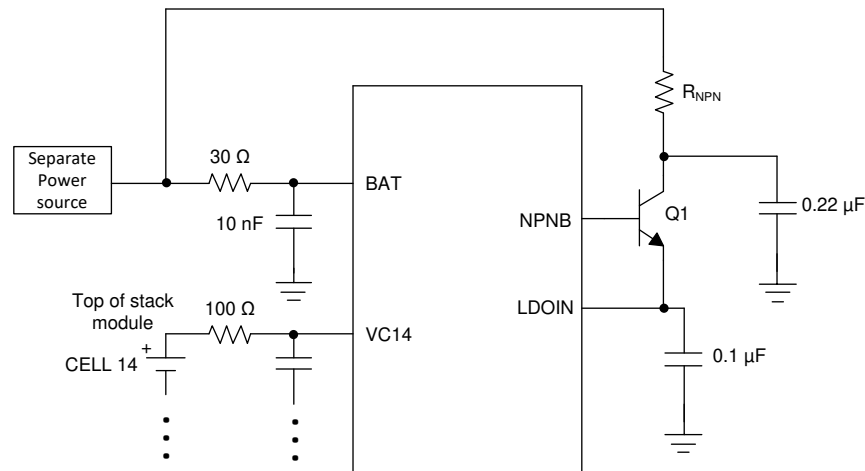 R_NPN
Separate
Power
source
30 Ω
BAT
10 nF
NPNB
Q1
0.22 µF
Top of stack
module
100 Ω
LDOIN
VC14
+
CELL 14
0.1 µF